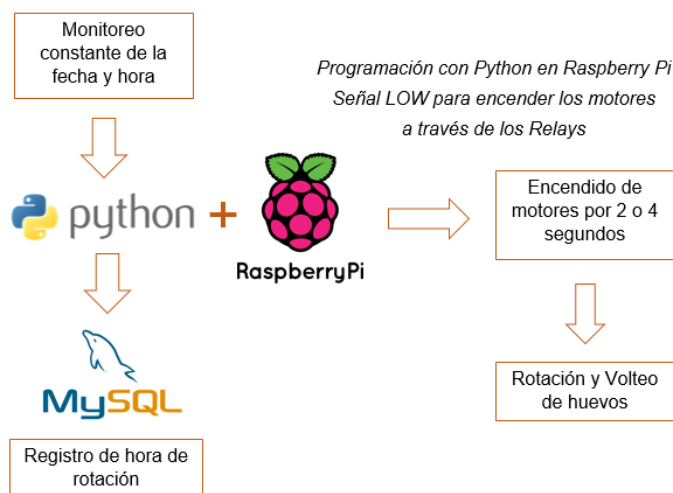 Monitoreo
constante de la
fecha y hora
Programación con Python en Raspberry Pi
Señal LOW para encender los motores
a través de los Relays
python
+
RaspberryPi
Encendido de
motores por 2 o 4
segundos
MySQL
Rotación y Volteo
de huevos
Registro de hora de
rotación